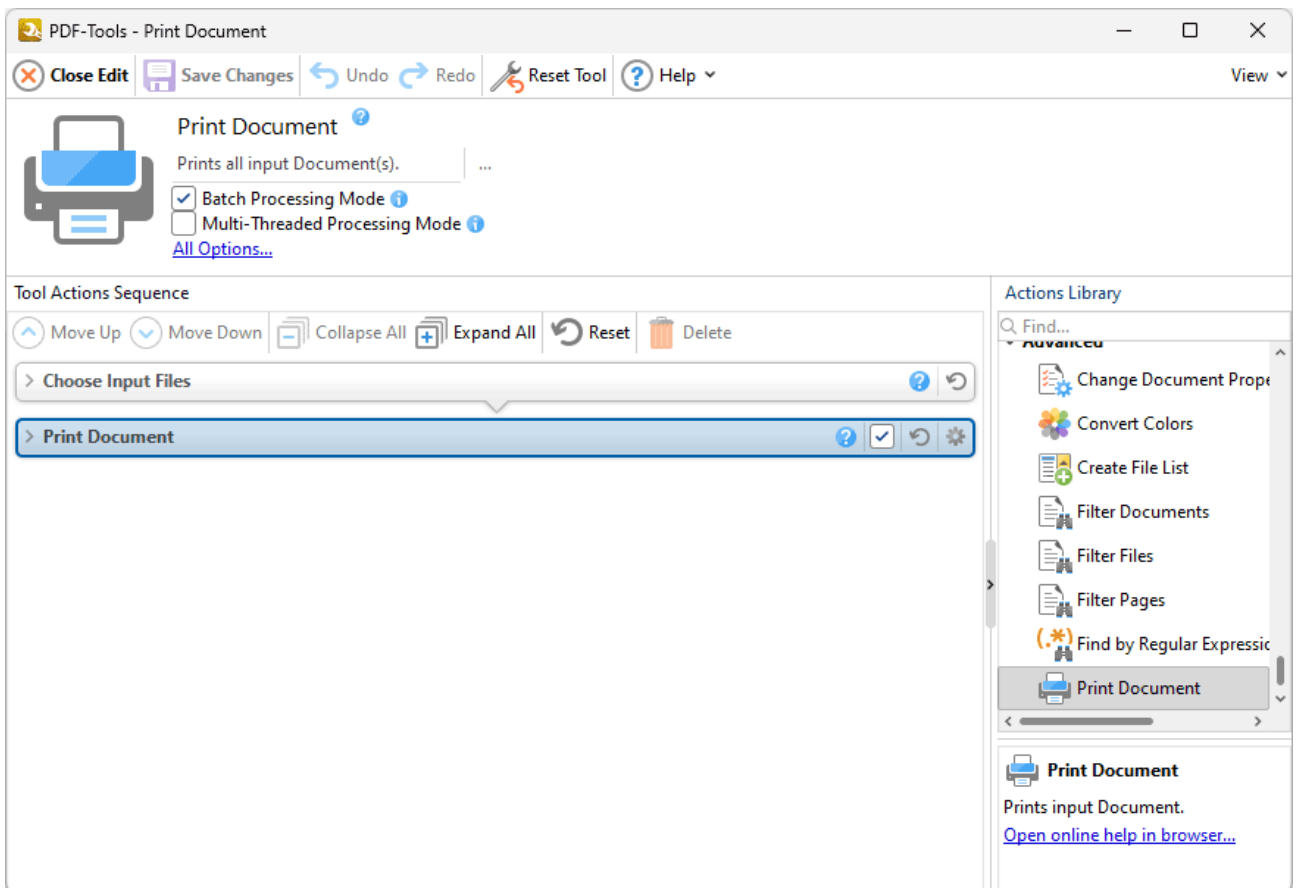 PDF-Tools - Print Document
Close Edit Save Changes Undo Redo Reset Tool Help View
Print Document
Prints all input Document(s). ...
Batch Processing Mode
Multi-Threaded Processing Mode
All Options...
Tool Actions Sequence
Move Up Move Down Collapse All Expand All Reset Delete
Choose Input Files
Print Document
Actions Library
Find...
Advanced
Change Document Prope
Convert Colors
Create File List
Filter Documents
Filter Files
Filter Pages
(.*) Find by Regular Expressic
Print Document
Print Document
Prints input Document.
Open online help in browser...